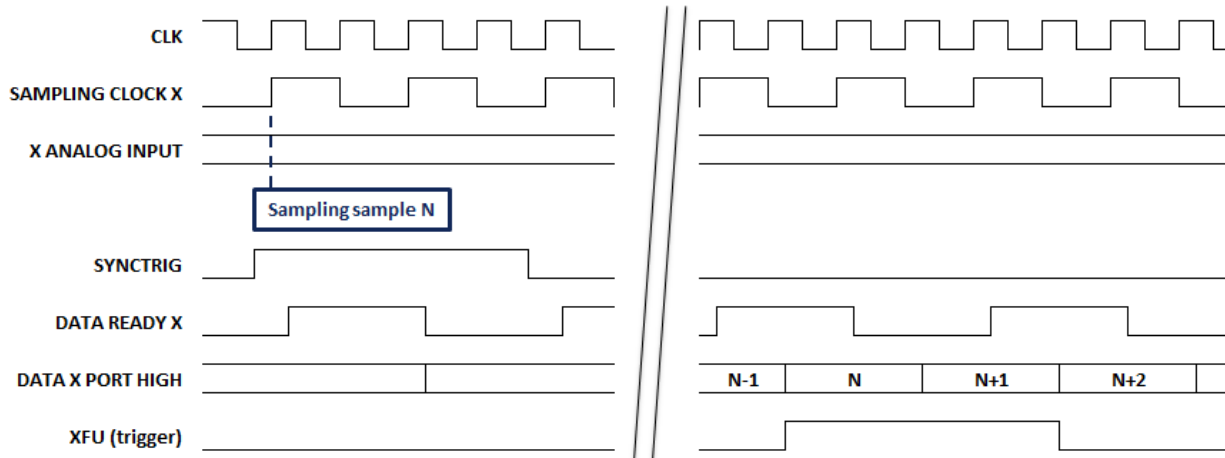 CLK
SAMPLING CLOCK X
X ANALOG INPUT
Sampling sample N
SYNCTRIG
DATA READY X
DATA X PORT HIGH N-1 N N+1 N+2
XFU (trigger)